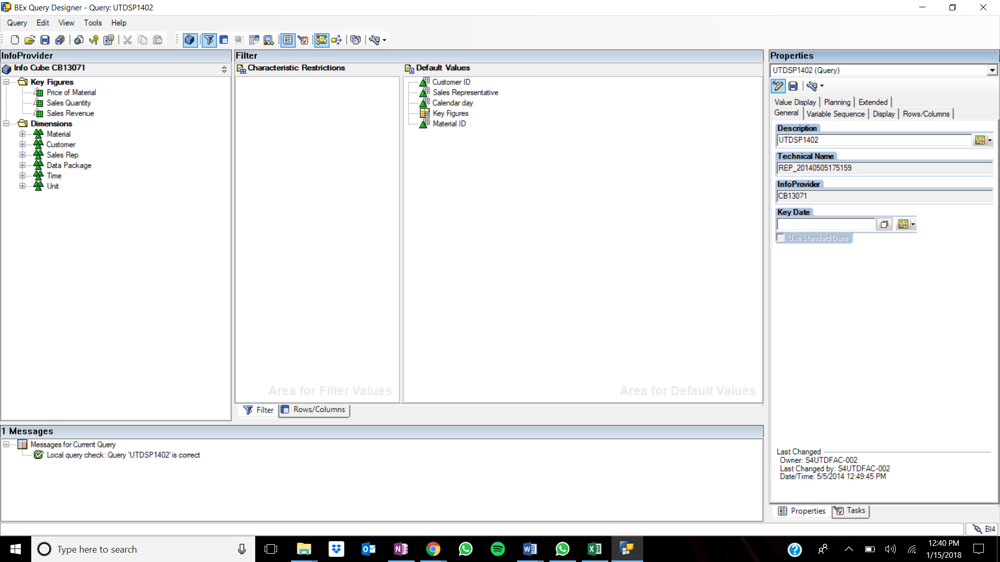 BEx Query Designer - Query: UTDSP1402
Query Edit View Tools Help
InfoProvider
Info Cube CB13071
Key Figures
Price of Material
Sales Quantity
Sales Revenue
Dimensions
Material
Customer
Sales Rep
Data Package
Time
Unit
Filter
Characteristic Restrictions
Area for Filter Values
Default Values
Customer ID
Sales Representative
Calendar day
Key Figures
Material ID
Area for Default Values
Filter Rows/Columns
1 Messages
Messages for Current Query
Local query check: Query 'UTDSP1402' is correct
Properties
UTDSP1402 (Query)
Value Display Planning Extended
General Variable Sequence Display Rows/Columns
Description
UTDSP1402
Technical Name
REP_20140505175159
InfoProvider
CB13071
Key Date
Use Standard Date
Last Changed
Owner: S4UTDFAC-002
Last Changed by: S4UTDFAC-002
Date/Time: 5/5/2014 12:49:45 PM
Properties Tasks
BI4
Type here to search
12:40 PM
1/15/2018